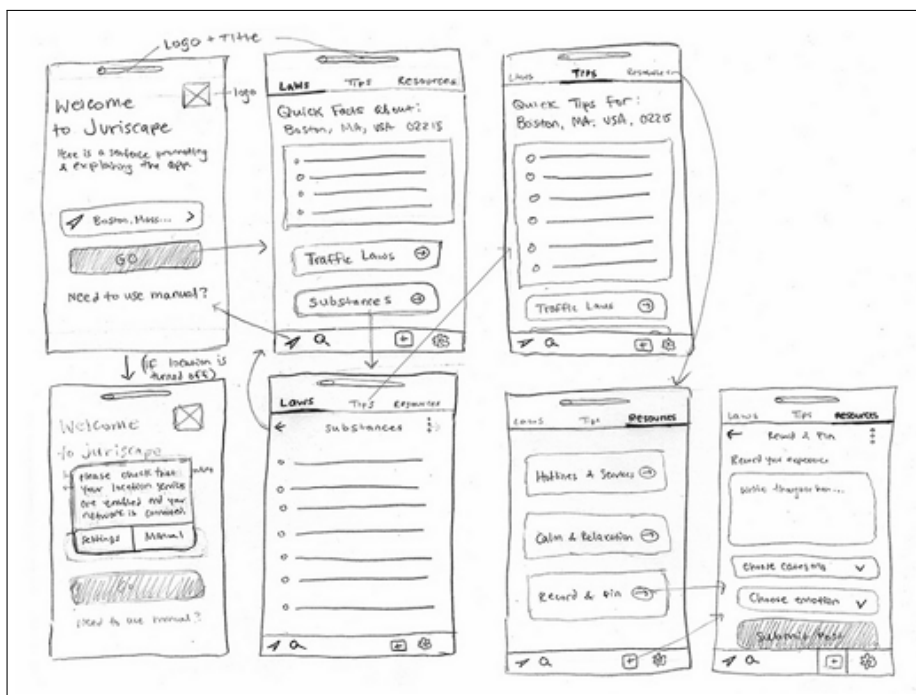 Logo + Title
Welcome
to Juriscape
Here is a sentence promoting
& explaining the app
logo
Boston, Mass...
GO
Need to use manual?
(If location is
turned off)
Laws Tips Resources
Quick Facts About:
Boston, MA, USA 02215
Traffic Laws
Substances
Laws Tips Resources
Quick Tips For:
Boston, MA, USA, 02215
Traffic Laws
Welcome
to Juriscape
Please check that
your location service
are enabled and your
network is connected
Settings Manual
Need to use manual?
Laws Tips Resources
Substances
Laws Tips Resources
Hotlines & Services
Calm & Relaxation
Record & Pin
Laws Tips Resources
Record & Pin
Record your experience
Choose category
Choose emotion
Submit Post